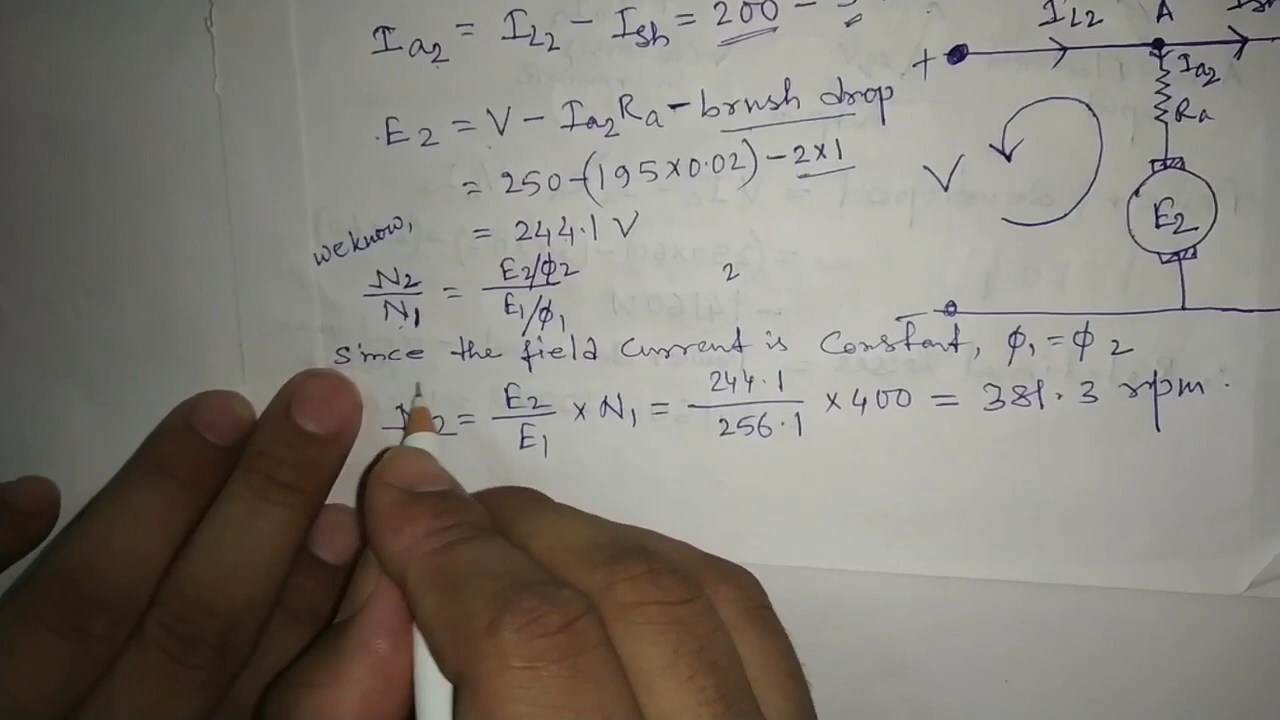 Ia2 = IL2 - Ish = 200 -
E2 = V - Ia2Ra - brush drop
= 250-(195×0.02) - 2×1
= 244.1 V
we know,
N2/N1 = (E2/ϕ2)/(E1/ϕ1)
2
Since the field current is constant, ϕ1 = ϕ2
N2 = E2/E1 × N1 = 244.1/256.1 × 400 = 381.3 rpm.
IL2 A
+ Ia2
Ra
V
E2
-